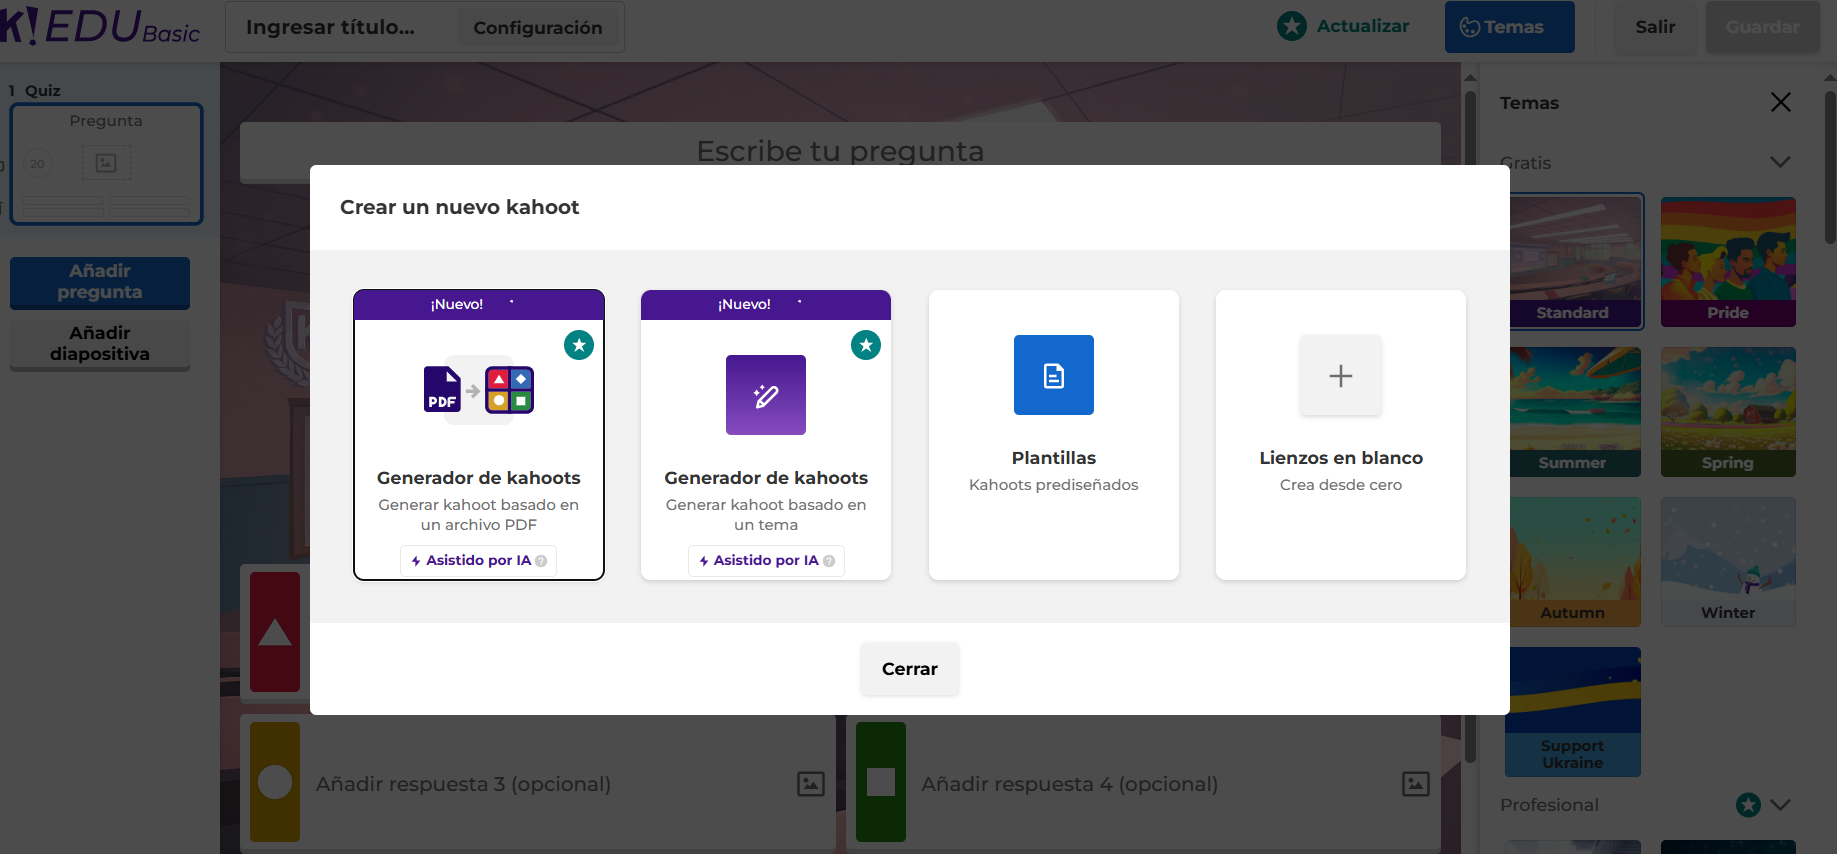 K!EDU Basic
Ingresar título...
Configuración
Actualizar
Temas
Salir
Guardar
1 Quiz
Pregunta
20
Añadir
pregunta
Añadir
diapositiva
Escribe tu pregunta
Crear un nuevo kahoot
¡Nuevo!
PDF
Generador de kahoots
Generar kahoot basado en
un archivo PDF
Asistido por IA ?
¡Nuevo!
Generador de kahoots
Generar kahoot basado en
un tema
Asistido por IA ?
Plantillas
Kahoots prediseñados
Lienzos en blanco
Crea desde cero
Cerrar
Añadir respuesta 3 (opcional)
Añadir respuesta 4 (opcional)
Temas
Gratis
Standard
Pride
Summer
Spring
Autumn
Winter
Support
Ukraine
Profesional